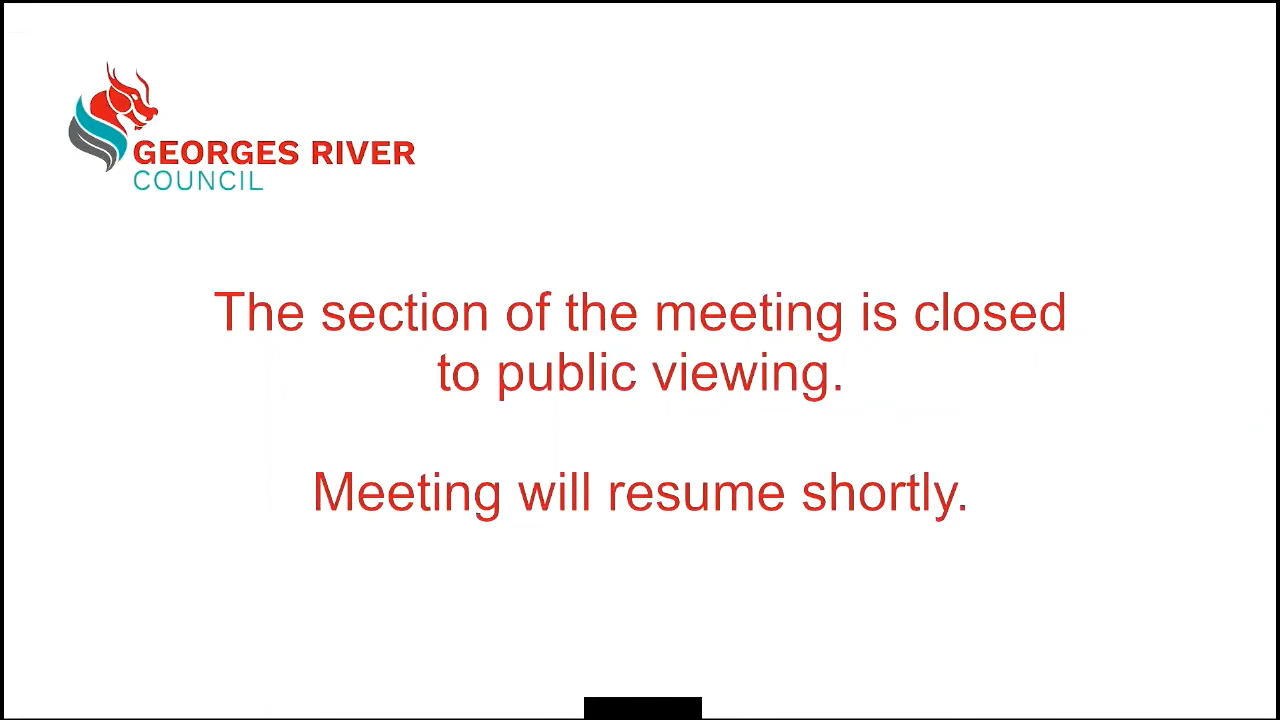 GEORGES RIVER
COUNCIL
The section of the meeting is closed
to public viewing.
Meeting will resume shortly.